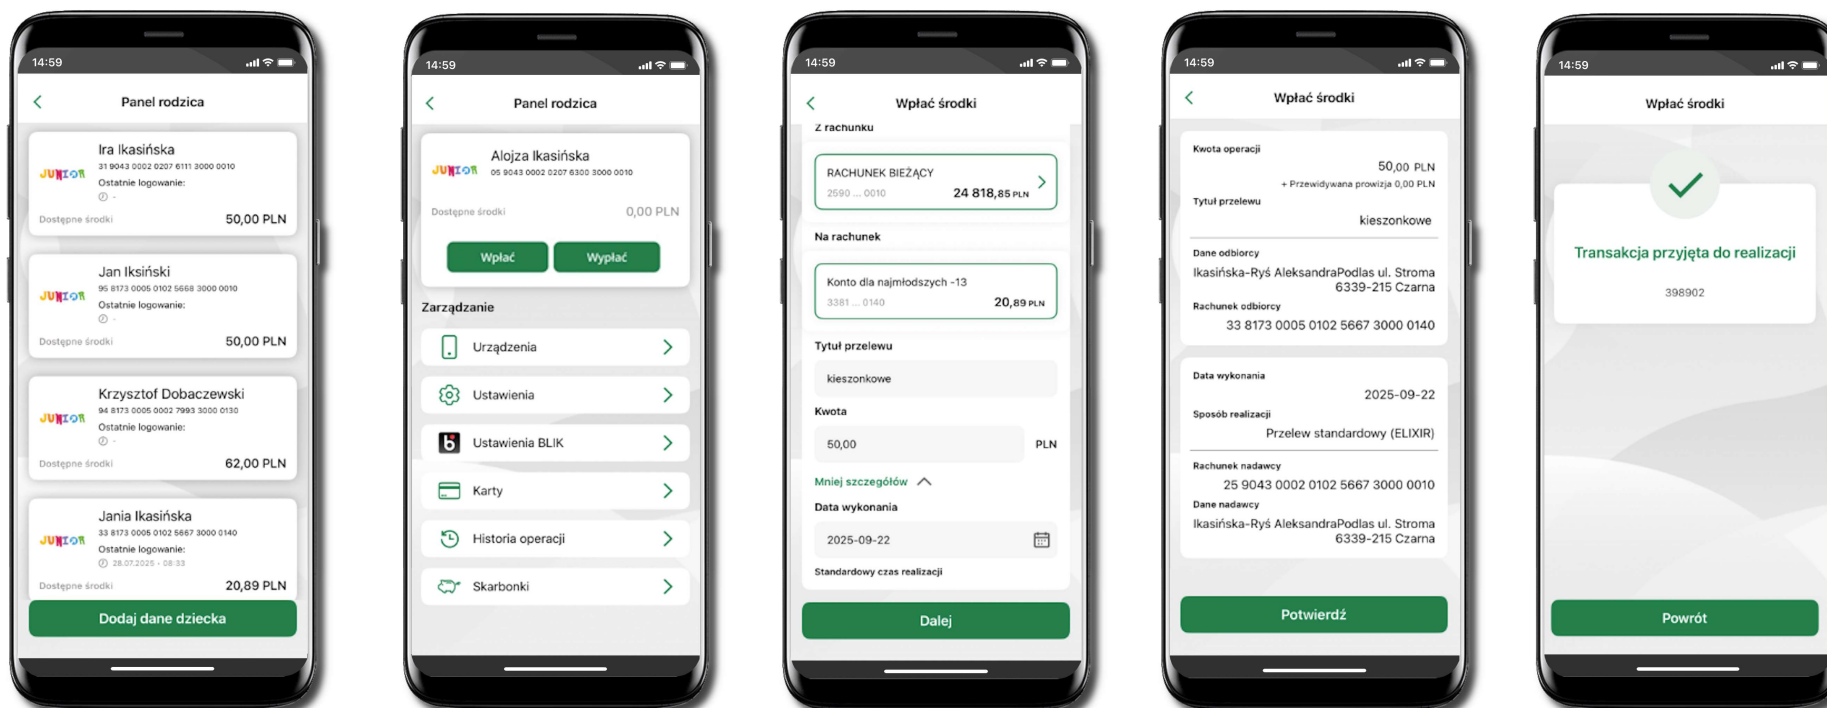 14:59
Panel rodzica
JUNIOR
Ira Ikasińska
31 9043 0002 0207 6111 3000 0010
Ostatnie logowanie:
-
Dostępne środki
50,00 PLN
JUNIOR
Jan Iksiński
95 8173 0005 0102 5668 3000 0010
Ostatnie logowanie:
-
Dostępne środki
50,00 PLN
JUNIOR
Krzysztof Dobaczewski
94 8173 0005 0002 7993 3000 0130
Ostatnie logowanie:
-
Dostępne środki
62,00 PLN
JUNIOR
Jania Ikasińska
33 8173 0005 0102 5667 3000 0140
Ostatnie logowanie:
28.07.2025 - 08:33
Dostępne środki
20,89 PLN
Dodaj dane dziecka
14:59
Panel rodzica
JUNIOR
Alojza Ikasińska
05 9043 0002 0207 6300 3000 0010
Dostępne środki
0,00 PLN
Wpłać
Wypłać
Zarządzanie
Urządzenia
Ustawienia
Ustawienia BLIK
Karty
Historia operacji
Skarbonki
14:59
Wpłać środki
Z rachunku
RACHUNEK BIEŻĄCY
2590 ... 0010
24 818,85 PLN
Na rachunek
Konto dla najmłodszych -13
3381 ... 0140
20,89 PLN
Tytuł przelewu
kieszonkowe
Kwota
50,00
PLN
Mniej szczegółów
Data wykonania
2025-09-22
Standardowy czas realizacji
Dalej
14:59
Wpłać środki
Kwota operacji
50,00 PLN
+ Przewidywana prowizja 0,00 PLN
Tytuł przelewu
kieszonkowe
Dane odbiorcy
Ikasińska-Ryś AleksandraPodlas ul. Stroma
6339-215 Czarna
Rachunek odbiorcy
33 8173 0005 0102 5667 3000 0140
Data wykonania
2025-09-22
Sposób realizacji
Przelew standardowy (ELIXIR)
Rachunek nadawcy
25 9043 0002 0102 5667 3000 0010
Dane nadawcy
Ikasińska-Ryś AleksandraPodlas ul. Stroma
6339-215 Czarna
Potwierdź
14:59
Wpłać środki
Transakcja przyjęta do realizacji
398902
Powrót